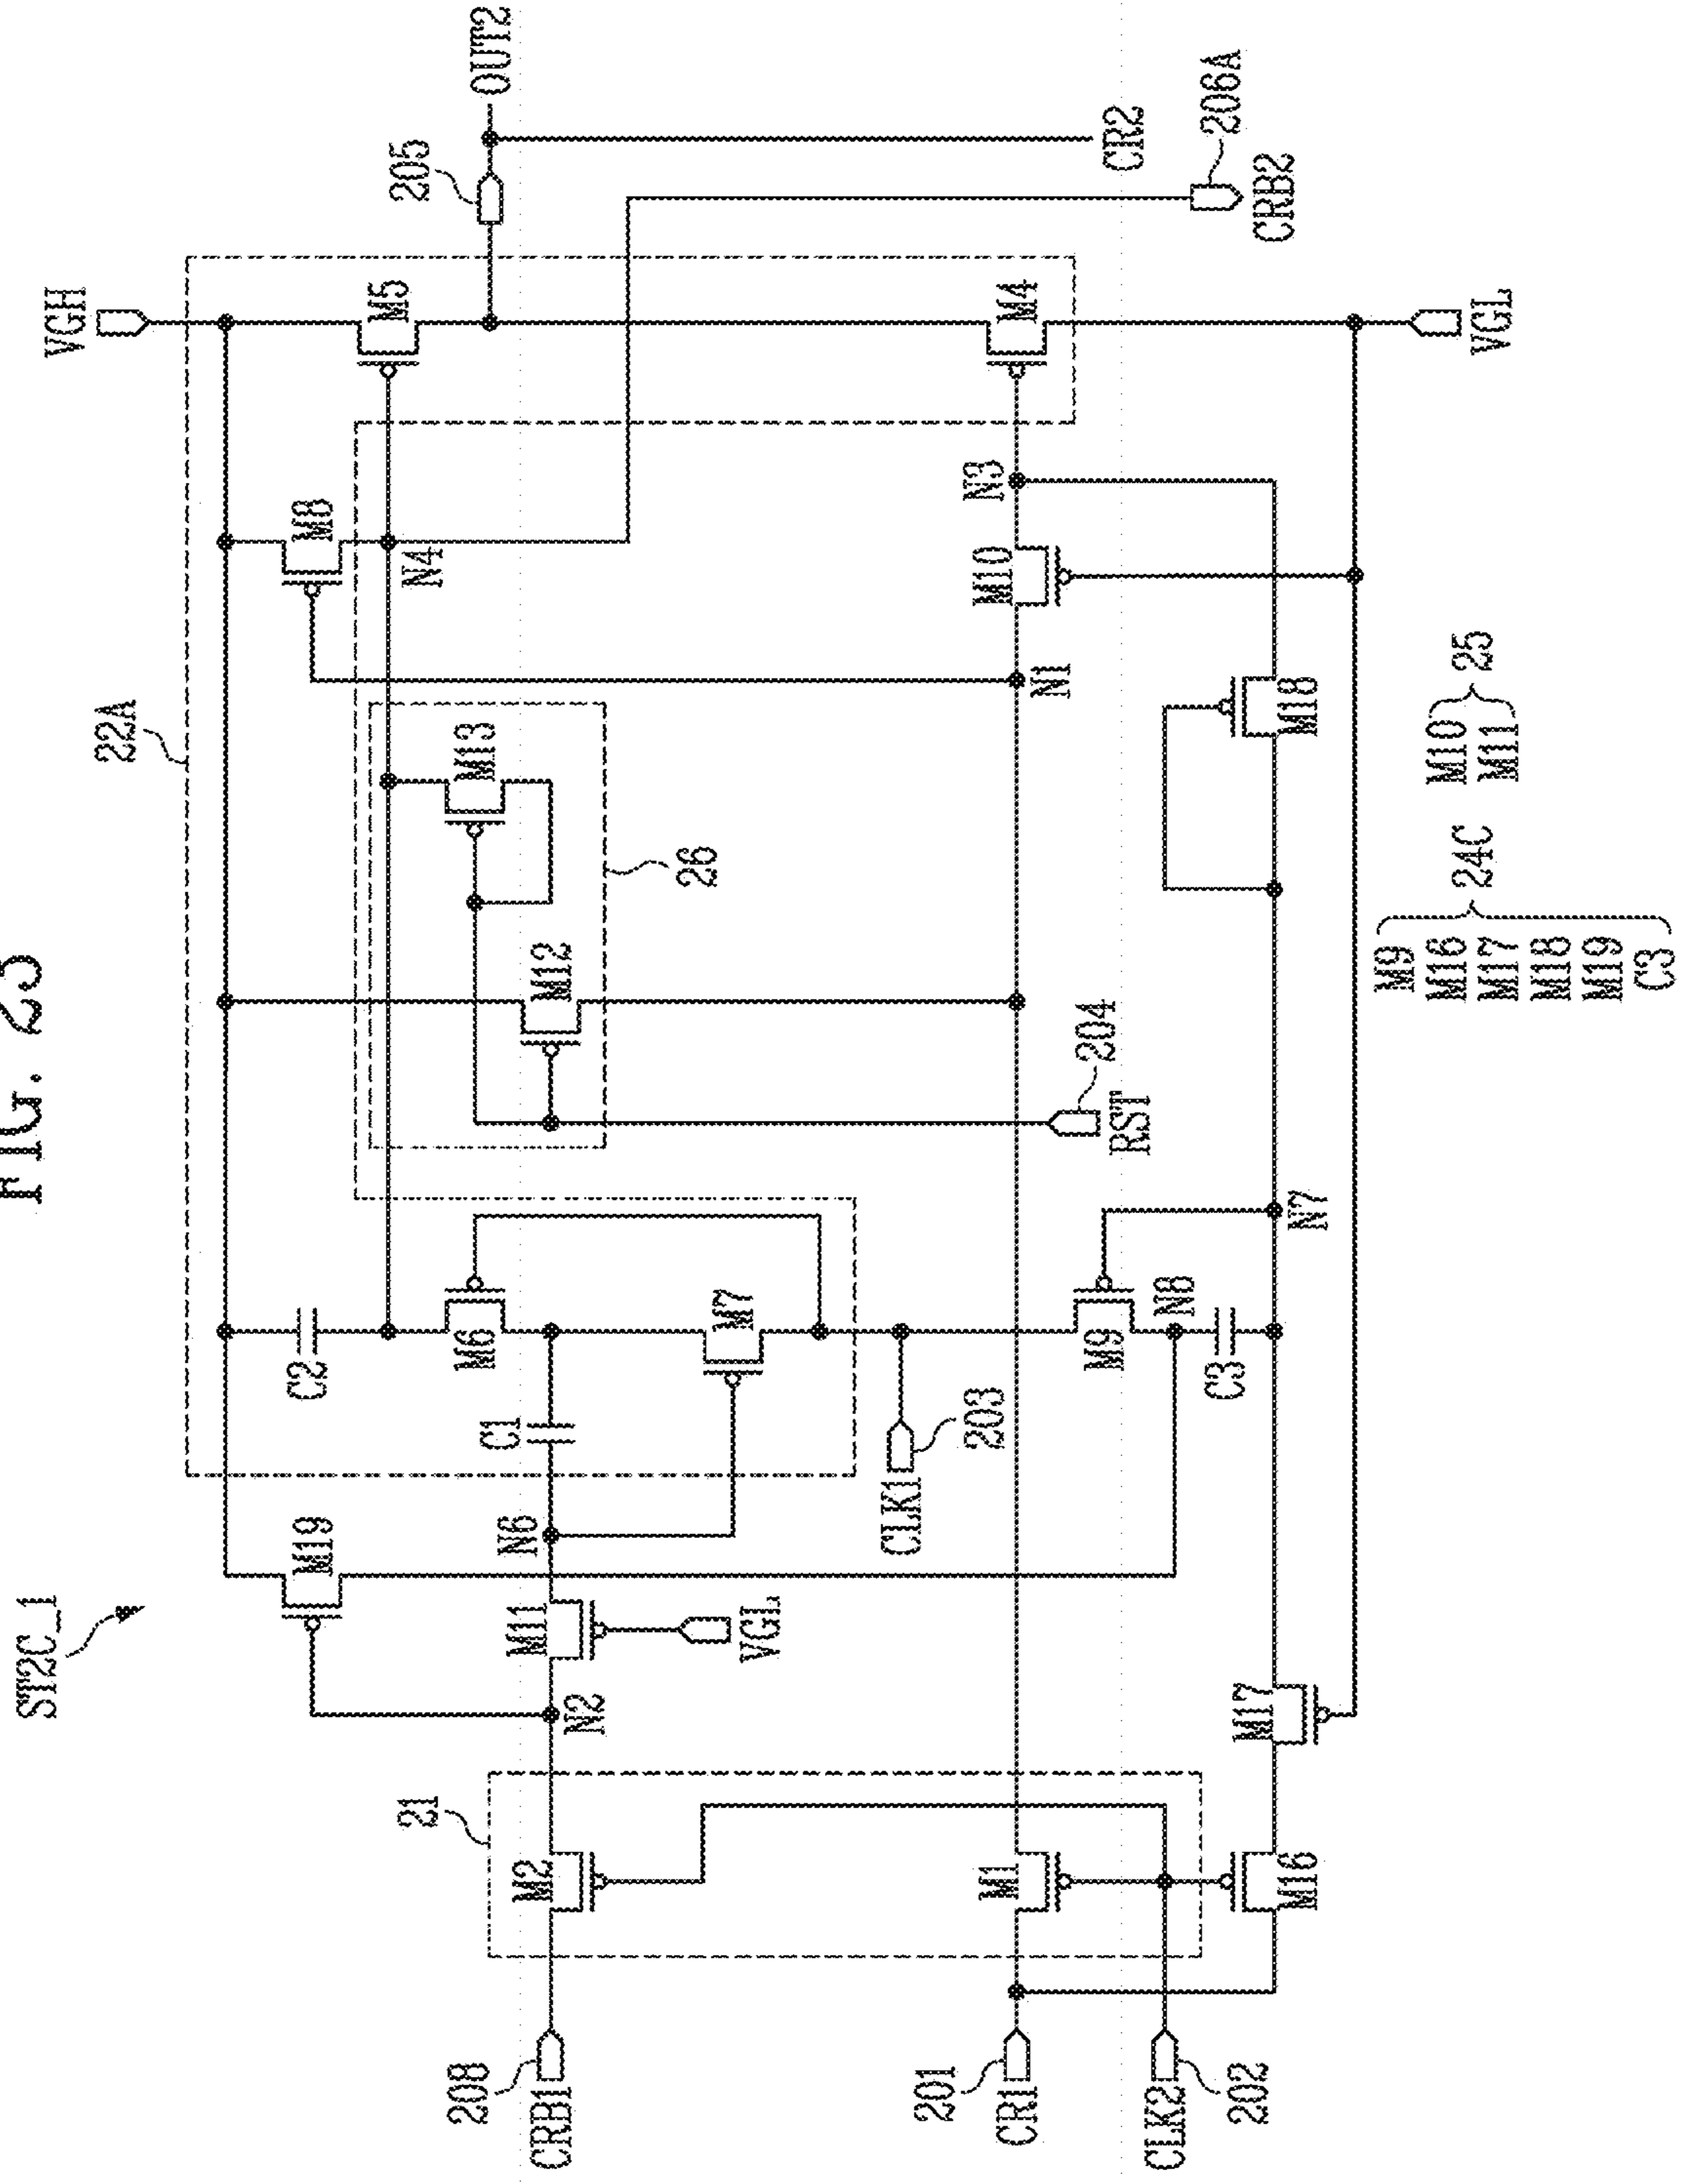 FIG. 23
ST2C_1
22A
VGH
M19
C2
M8
M5
205
OUT2
N4
21
N2
M11
N6
C1
M6
M12
M13
208
CRB1
M2
VGL
M7
26
CLK1
203
201
CR1
M1
N1
M10
N3
M4
RST
204
M9
N8
C3
CR2
206A
CRB2
CLK2
202
M16
M17
N7
M18
VGL
M9
M16
M17
M18
M19
C3
24C
M10
M11
25